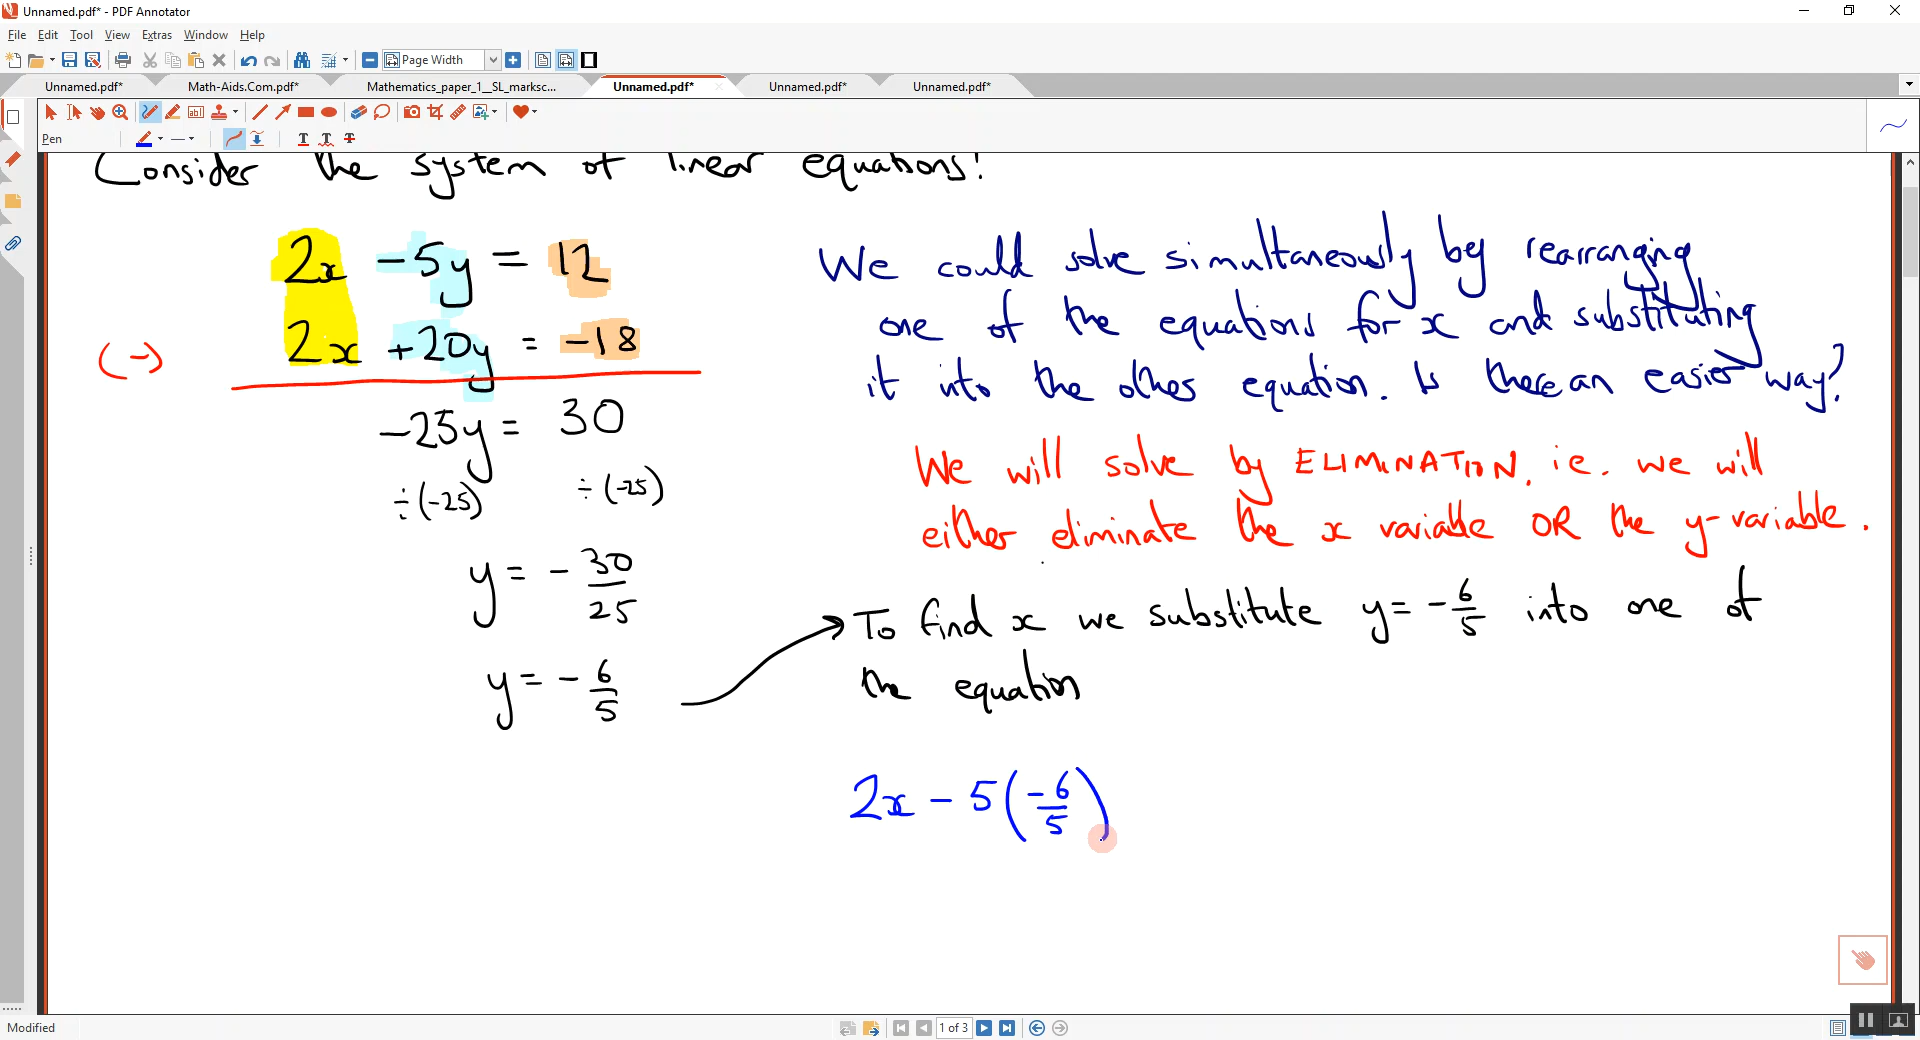 Unnamed.pdf* - PDF Annotator
File Edit Tool View Extras Window Help
Page Width
Unnamed.pdf* Math-Aids.Com.pdf* Mathematics_paper_1__SL_marksc... Unnamed.pdf* Unnamed.pdf* Unnamed.pdf*
Pen
Consider the system of linear equations:
2x -5y = 12
2x +20y = -18
(-)
-25y = 30
÷(-25) ÷(-25)
y = - 30/25
y = - 6/5
We could solve simultaneously by rearranging
one of the equations for x and substituting
it into the other equation. Is there an easier way?
We will solve by ELIMINATION, ie. we will
either eliminate the x variable OR the y-variable.
To find x we substitute y = - 6/5 into one of
the equation
2x - 5(-6/5)
Modified
1 of 3